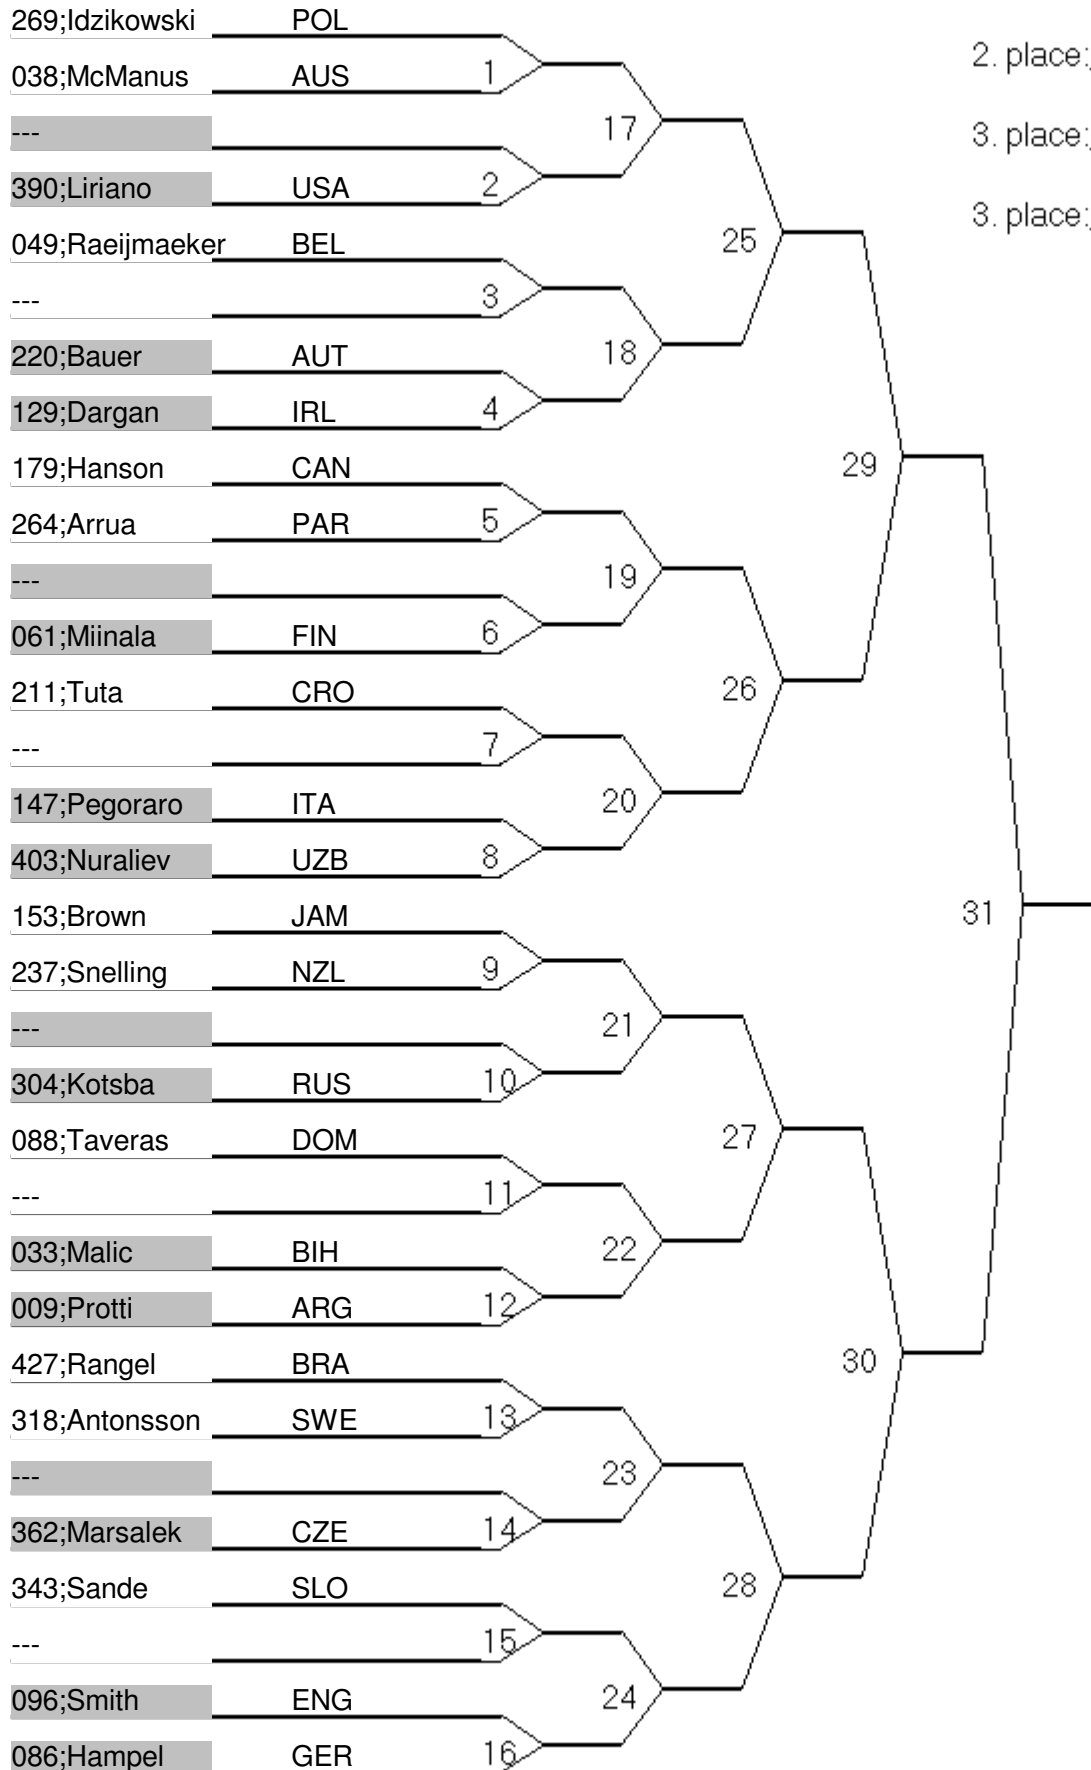 269;Idzikowski POL
2. place:
038;McManus AUS 1
--- 17
3. place:
390;Liriano USA 2
3. place:
049;Raeijmaeker BEL
25
--- 3
220;Bauer AUT 18
129;Dargan IRL 4
179;Hanson CAN 29
264;Arrua PAR 5
--- 19
061;Miinala FIN 6
211;Tuta CRO 26
--- 7
147;Pegoraro ITA 20
403;Nuraliev UZB 8
153;Brown JAM 31
237;Snelling NZL 9
--- 21
304;Kotsba RUS 10
088;Taveras DOM 27
--- 11
033;Malic BIH 22
009;Protti ARG 12
427;Rangel BRA 30
318;Antonsson SWE 13
--- 23
362;Marsalek CZE 14
343;Sande SLO 28
--- 15
096;Smith ENG 24
086;Hampel GER 16